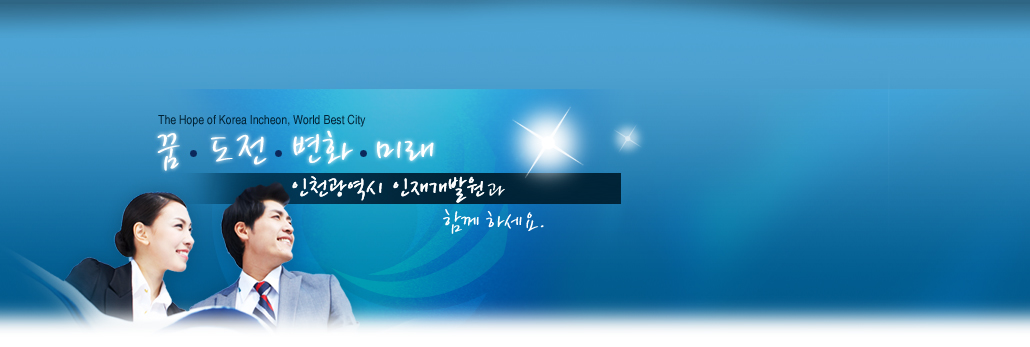 The Hope of Korea Incheon, World Best City
꿈 • 도전 • 변화 • 미래
인천광역시 인재개발원과
함께 하세요.